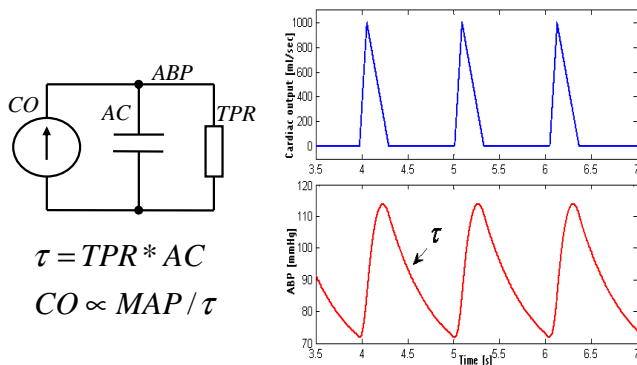 ABP
CO
AC
TPR
τ = TPR * AC
CO ∝ MAP / τ
Cardiac output [ml/sec]
1000
800
600
400
200
0
3.5 4 4.5 5 5.5 6 6.5 7
ABP [mmHg]
120
110
100
90
80
70
τ
3.5 4 4.5 5 5.5 6 6.5 7
Time [s]